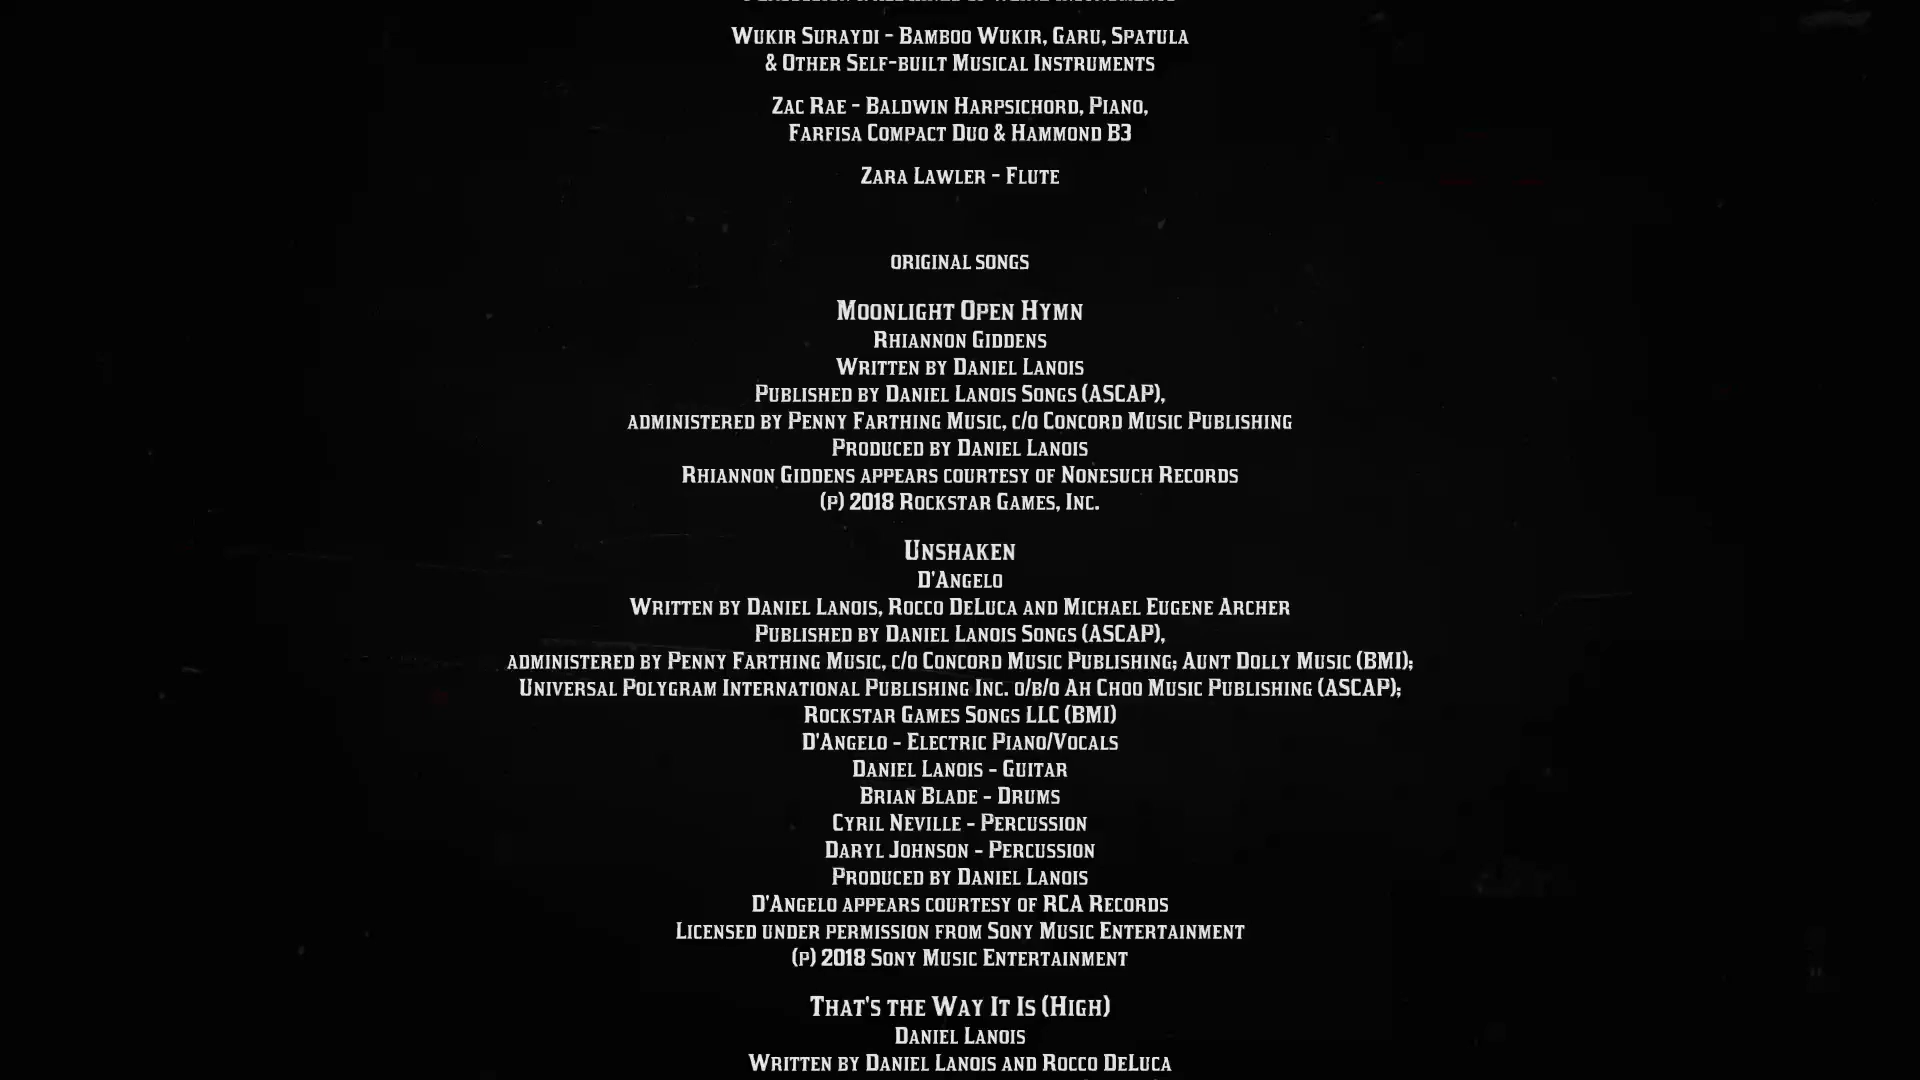 Wukir Suraydi - Bamboo Wukir, Garu, Spatula
& Other Self-built Musical Instruments
Zac Rae - Baldwin Harpsichord, Piano,
Farfisa Compact Duo & Hammond B3
Zara Lawler - Flute
ORIGINAL SONGS
Moonlight Open Hymn
Rhiannon Giddens
Written by Daniel Lanois
Published by Daniel Lanois Songs (ASCAP),
administered by Penny Farthing Music, c/o Concord Music Publishing
Produced by Daniel Lanois
Rhiannon Giddens appears courtesy of Nonesuch Records
(P) 2018 Rockstar Games, Inc.
Unshaken
D'Angelo
Written by Daniel Lanois, Rocco DeLuca and Michael Eugene Archer
Published by Daniel Lanois Songs (ASCAP),
administered by Penny Farthing Music, c/o Concord Music Publishing; Aunt Dolly Music (BMI);
Universal Polygram International Publishing Inc. o/b/o Ah Choo Music Publishing (ASCAP);
Rockstar Games Songs LLC (BMI)
D'Angelo - Electric Piano/Vocals
Daniel Lanois - Guitar
Brian Blade - Drums
Cyril Neville - Percussion
Daryl Johnson - Percussion
Produced by Daniel Lanois
D'Angelo appears courtesy of RCA Records
Licensed under permission from Sony Music Entertainment
(P) 2018 Sony Music Entertainment
That's the Way It Is (High)
Daniel Lanois
Written by Daniel Lanois and Rocco DeLuca